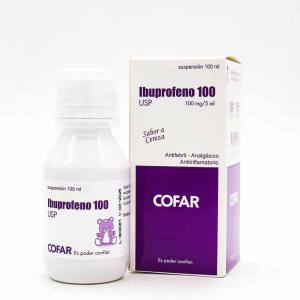 suspensión 100 ml
Ibuprofeno 100
USP
100 mg/5 ml
Sabor a
Cereza
Antifebril - Analgésico
Antiinflamatorio
COFAR
Es poder confiar.
suspensión 100 ml
Ibuprofeno 100
USP
COFAR
Es poder confiar.